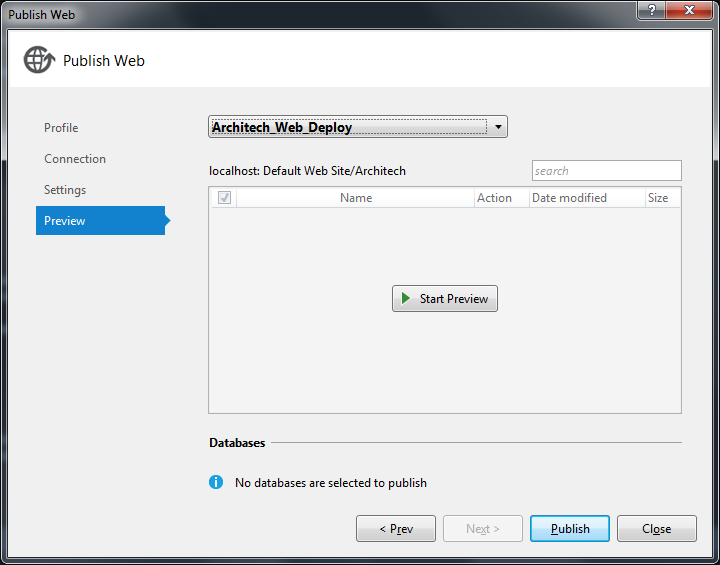 Publish Web
?
Publish Web
Profile
Connection
Settings
Preview
Architech_Web_Deploy
localhost: Default Web Site/Architech
search
Name Action Date modified Size
Start Preview
Databases
No databases are selected to publish
< Prev Next > Publish Close